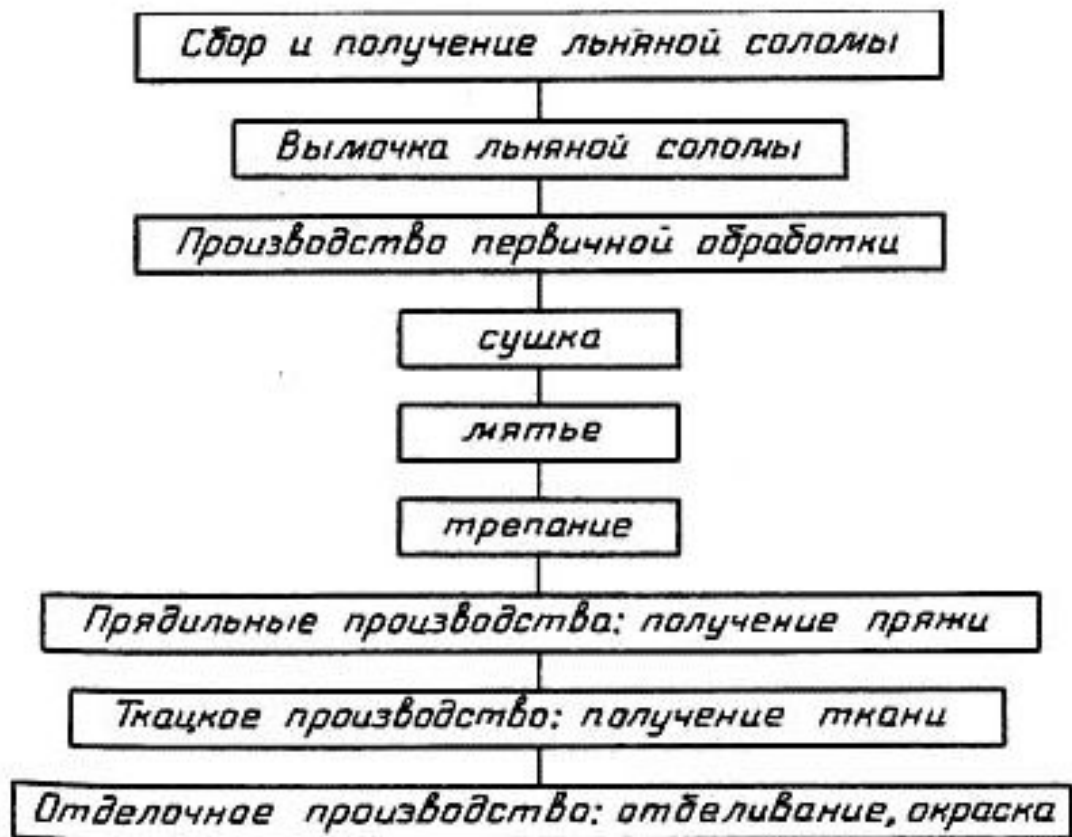 Сбор и получение льняной соломы
Вымочка льняной соломы
Производство первичной обработки
сушка
мятье
трепание
Прядильные производства: получение пряжи
Ткацкое производство: получение ткани
Отделочное производство: отбеливание, окраска